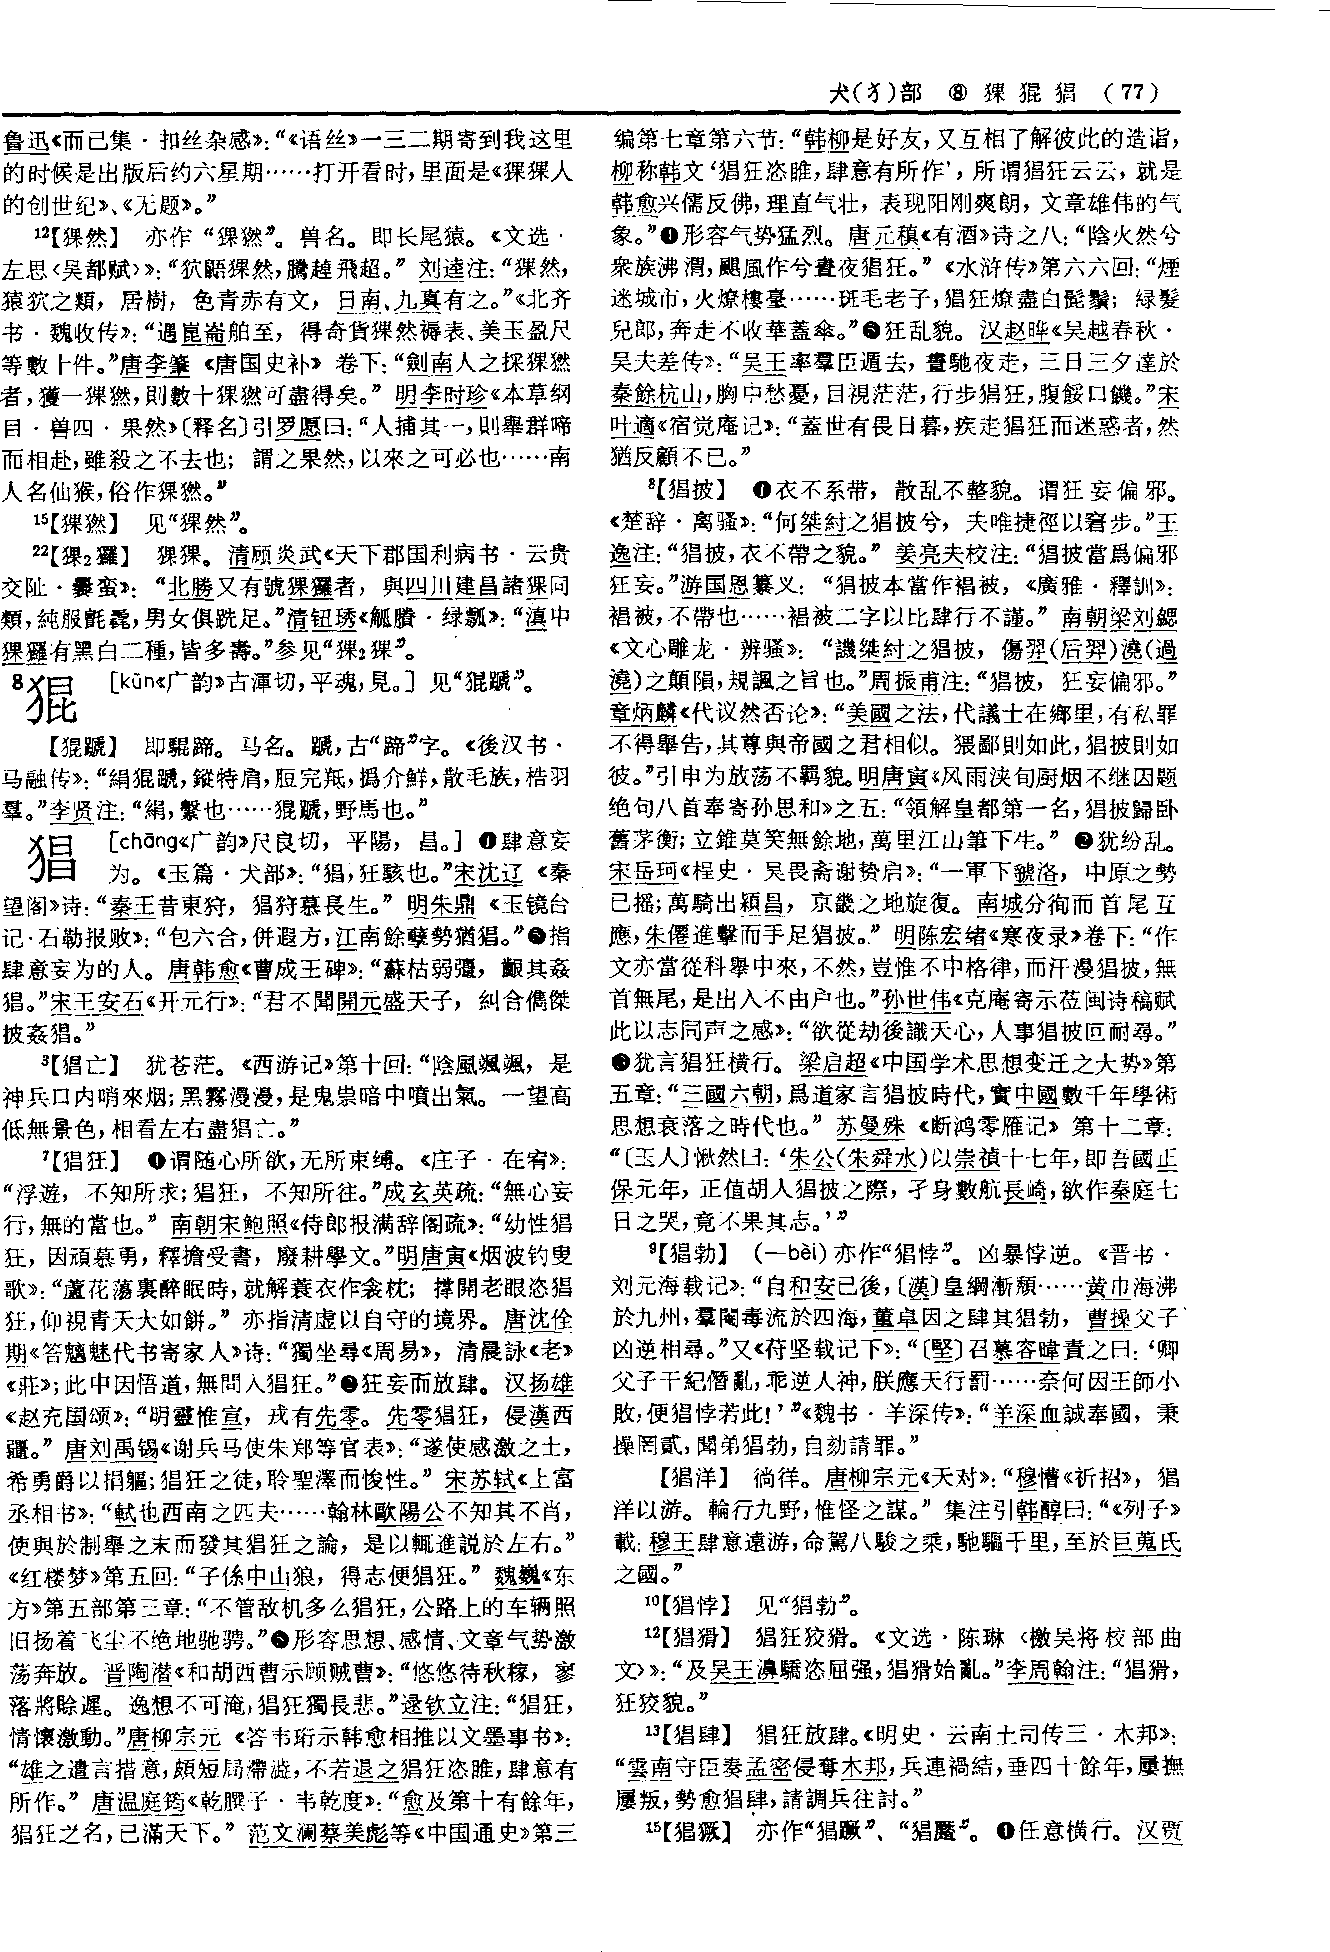 犬(犭)部 ⑧ 猓 猑 猖 (77)
鲁迅《而已集·扣丝杂感》：“《语丝》一三二期寄到我这里
的时候是出版后约六星期……打开看时，里面是《猓猓人
的创世纪》、《无题》。”
12【猓然】 亦作“猓㹶”。兽名。即长尾猿。《文选·
左思〈吴都赋〉》：“狖鼯猓然，騰趠飛超。” 刘逵注：“猓然，
猿狖之類，居樹，色青赤有文，日南、九真有之。”《北齐
书·魏收传》：“遇崑崙舶至，得奇貨猓然褥表、美玉盈尺
等數十件。”唐李肇《唐国史补》卷下：“劍南人之採猓㹶
者，獲一猓㹶，則數十猓㹶可盡得矣。” 明李时珍《本草纲
目·兽四·果然》〔释名〕引罗愿曰：“人捕其一，則舉群啼
而相赴，雖殺之不去也；謂之果然，以來之可必也……南
人名仙猴，俗作猓㹶。”
15【猓㹶】 见“猓然”。
22【猓2玀】 猓猓。清顾炎武《天下郡国利病书·云贵
交阯·爨蛮》：“北勝又有號猓玀者，與四川建昌諸猓同
類，純服氈毳，男女俱跣足。”清钮琇《觚賸·绿瓢》：“滇中
猓玀有黑白二種，皆多壽。”参见“猓2猓”。
8猑 [kūn《广韵》古渾切，平魂，見。] 见“猑蹏”。
【猑蹏】 即騉蹄。马名。蹏，古“蹄”字。《後汉书·
马融传》：“絹猑蹏，鏦特肩，脰完羝，撝介鮮，散毛族，梏羽
羣。”李贤注：“絹，繫也……猑蹏，野馬也。”
猖 [chāng《广韵》尺良切，平陽，昌。] ❶肆意妄
为。《玉篇·犬部》：“猖，狂駭也。”宋沈辽《秦
望阁》诗：“秦王昔東狩，猖狩慕長生。” 明朱鼎《玉镜台
记·石勒报败》：“包六合，併遐方，江南餘孽勢猶猖。”❷指
肆意妄为的人。唐韩愈《曹成王碑》：“蘇枯弱彊，齦其姦
猖。”宋王安石《开元行》：“君不聞開元盛天子，糾合儁傑
披姦猖。”
3【猖亡】 犹苍茫。《西游记》第十回：“陰風颯颯，是
神兵口内哨來烟；黑霧漫漫，是鬼祟暗中噴出氣。一望高
低無景色，相看左右盡猖亡。”
7【猖狂】 ❶谓随心所欲，无所束缚。《庄子·在宥》：
“浮遊，不知所求；猖狂，不知所往。”成玄英疏：“無心妄
行，無的當也。” 南朝宋鲍照《侍郎报满辞阁疏》：“幼性猖
狂，因頑慕勇，釋擔受書，廢耕學文。”明唐寅《烟波钓叟
歌》：“蘆花蕩裏醉眠時，就解蓑衣作衾枕；撑開老眼恣猖
狂，仰視青天大如餅。” 亦指清虚以自守的境界。唐沈佺
期《答魑魅代书寄家人》诗：“獨坐尋《周易》，清晨詠《老》
《莊》；此中因悟道，無問入猖狂。”❷狂妄而放肆。汉扬雄
《赵充国颂》：“明靈惟宣，戎有先零。先零猖狂，侵漢西
疆。” 唐刘禹锡《谢兵马使朱郑等官表》：“遂使感激之士，
希勇爵以捐軀；猖狂之徒，聆聖澤而悛性。” 宋苏轼《上富
丞相书》：“軾也西南之匹夫……翰林歐陽公不知其不肖，
使與於制舉之末而發其猖狂之論，是以輒進説於左右。”
《红楼梦》第五回：“子係中山狼，得志便猖狂。” 魏巍《东
方》第五部第三章：“不管敌机多么猖狂，公路上的车辆照
旧扬着飞尘不绝地驰骋。”❸形容思想、感情、文章气势激
荡奔放。晋陶潜《和胡西曹示顾贼曹》：“悠悠待秋稼，寥
落將賒遲。逸想不可淹，猖狂獨長悲。”逯钦立注：“猖狂，
情懷激動。”唐柳宗元《答韦珩示韩愈相推以文墨事书》：
“雄之遣言措意，頗短局滯澁，不若退之猖狂恣睢，肆意有
所作。” 唐温庭筠《乾𦠆子·韦乾度》：“愈及第十有餘年，
猖狂之名，已滿天下。” 范文澜蔡美彪等《中国通史》第三
编第七章第六节：“韩柳是好友，又互相了解彼此的造诣，
柳称韩文‘猖狂恣睢，肆意有所作’，所谓猖狂云云，就是
韩愈兴儒反佛，理直气壮，表现阳刚爽朗，文章雄伟的气
象。”❹形容气势猛烈。唐元稹《有酒》诗之八：“陰火然兮
衆族沸渭，颶風作兮晝夜猖狂。”《水浒传》第六六回：“煙
迷城市，火燎樓臺……斑毛老子，猖狂燎盡白髭鬚；緑髮
兒郎，奔走不收華蓋傘。”❺狂乱貌。汉赵晔《吴越春秋·
吴夫差传》：“吴王率羣臣遁去，晝馳夜走，三日三夕達於
秦餘杭山，胸中愁憂，目視茫茫，行步猖狂，腹餒口饑。”宋
叶適《宿觉庵记》：“蓋世有畏日暮，疾走猖狂而迷惑者，然
猶反顧不已。”
8【猖披】 ❶衣不系带，散乱不整貌。谓狂妄偏邪。
《楚辞·离骚》：“何桀紂之猖披兮，夫唯捷徑以窘步。”王
逸注：“猖披，衣不帶之貌。” 姜亮夫校注：“猖披當爲偏邪
狂妄。”游国恩纂义：“猖披本當作裮被，《廣雅·釋訓》：
裮被，不帶也……裮被二字以比肆行不謹。” 南朝梁刘勰
《文心雕龙·辨骚》：“譏桀紂之猖披，傷羿(后羿)澆(過
澆)之顛隕，規諷之旨也。”周振甫注：“猖披，狂妄偏邪。”
章炳麟《代议然否论》：“美國之法，代議士在鄉里，有私罪
不得舉告，其尊與帝國之君相似。猥鄙則如此，猖披則如
彼。”引申为放荡不羁貌。明唐寅《风雨浃旬厨烟不继因题
绝句八首奉寄孙思和》之五：“領解皇都第一名，猖披歸卧
舊茅衡；立錐莫笑無餘地，萬里江山筆下生。” ❷犹纷乱。
宋岳珂《桯史·吴畏斋谢贽启》：“一軍下虢洛，中原之勢
已摇；萬騎出潁昌，京畿之地旋復。南城分徇而首尾互
應，朱僊進擊而手足猖披。” 明陈宏绪《寒夜录》卷下：“作
文亦當從科舉中來，不然，豈惟不中格律，而汗漫猖披，無
首無尾，是出入不由户也。”孙世伟《克庵寄示莅闽诗稿赋
此以志同声之感》：“欲從劫後識天心，人事猖披叵耐尋。”
❸犹言猖狂横行。梁启超《中国学术思想变迁之大势》第
五章：“三國六朝，爲道家言猖披時代，實中國數千年學術
思想衰落之時代也。” 苏曼殊《断鸿零雁记》第十二章：
“〔玉人〕愀然曰：‘朱公(朱舜水)以崇禎十七年，即吾國正
保元年，正值胡人猖披之際，孑身數航長崎，欲作秦庭七
日之哭，竟不果其志。’”
9【猖勃】 (—bèi)亦作“猖悖”。凶暴悖逆。《晋书·
刘元海载记》：“自和安已後，〔漢〕皇綱漸頽……黄巾海沸
於九州，羣閹毒流於四海，董卓因之肆其猖勃，曹操父子
凶逆相尋。”又《苻坚载记下》：“〔堅〕召慕容暐責之曰：‘卿
父子干紀僭亂，乖逆人神，朕應天行罰……奈何因王師小
敗，便猖悖若此！’”《魏书·羊深传》：“羊深血誠奉國，秉
操罔貳，聞弟猖勃，自劾請罪。”
【猖洋】 徜徉。唐柳宗元《天对》：“穆懵《祈招》，猖
洋以游。輪行九野，惟怪之謀。” 集注引韩醇曰：“《列子》
載：穆王肆意遠游，命駕八駿之乘，馳驅千里，至於巨蒐氏
之國。”
10【猖悖】 见“猖勃”。
12【猖猾】 猖狂狡猾。《文选·陈琳〈檄吴将校部曲
文〉》：“及吴王濞驕恣屈强，猖猾始亂。”李周翰注：“猖猾，
狂狡貌。”
13【猖肆】 猖狂放肆。《明史·云南土司传三·木邦》：
“雲南守臣奏孟密侵奪木邦，兵連禍結，垂四十餘年，屢撫
屢叛，勢愈猖肆，請調兵往討。”
15【猖獗】 亦作“猖蹶”、“猖𧽸”。❶任意横行。汉贾